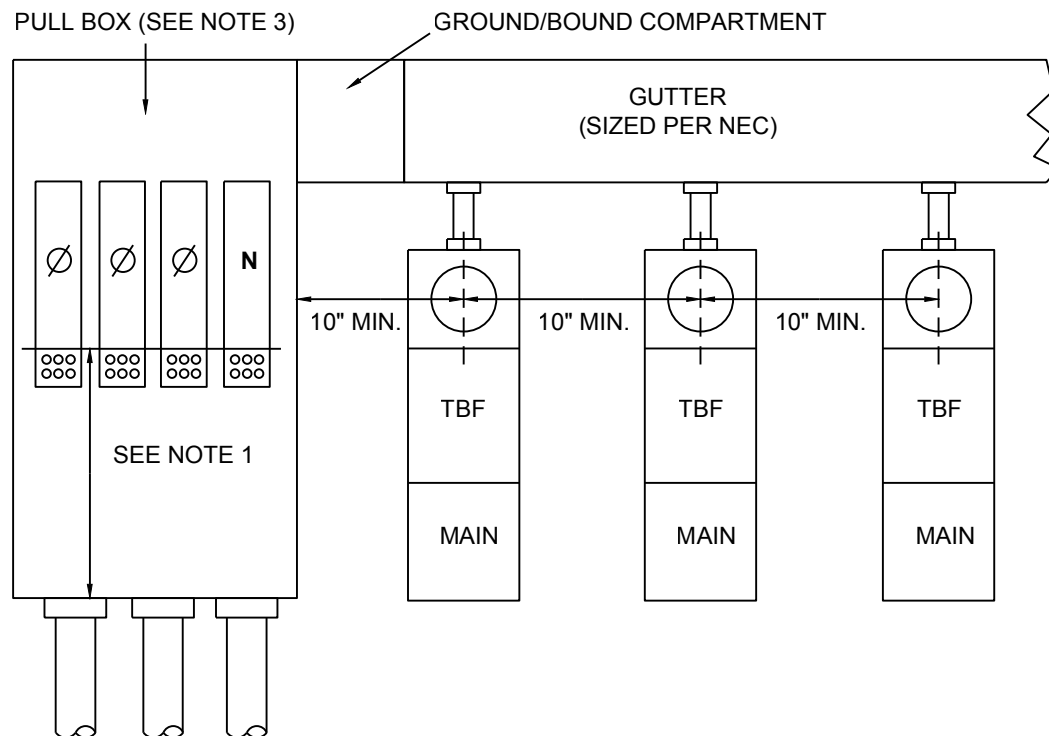 PULL BOX (SEE NOTE 3)
GROUND/BOUND COMPARTMENT
GUTTER
(SIZED PER NEC)
Ø Ø Ø N
10" MIN. 10" MIN. 10" MIN.
TBF TBF TBF
SEE NOTE 1
MAIN MAIN MAIN